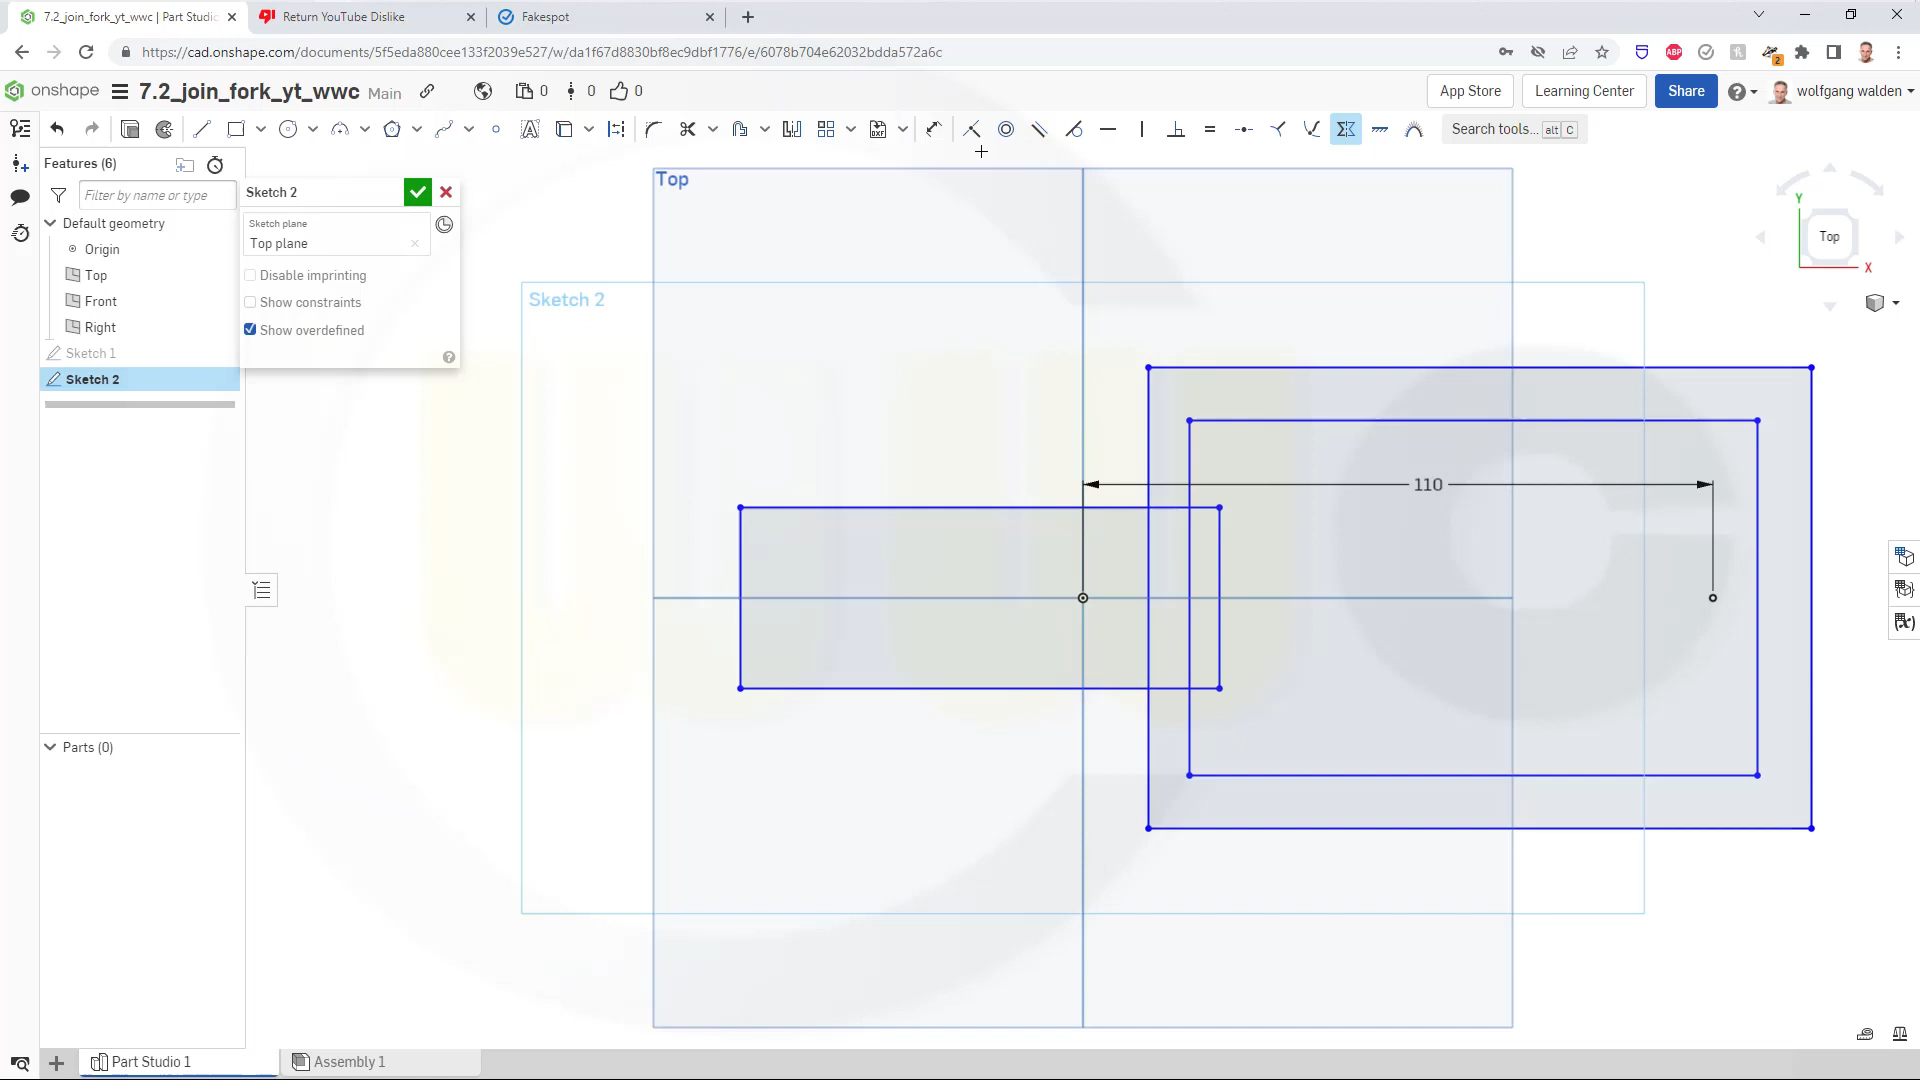 7.2_join_fork_yt_wwc | Part Studio
Return YouTube Dislike
Fakespot
https://cad.onshape.com/documents/5f5eda880cee133f2039e527/w/da1f67d8830bf8ec9dbf1776/e/6078b704e62032bdda572a6c
ABP
2
onshape
7.2_join_fork_yt_wwc
Main
0
0
0
App Store
Learning Center
Share
wolfgang walden
DXF
Search tools...
alt
C
Features (6)
Filter by name or type
Default geometry
Origin
Top
Front
Right
Sketch 1
Sketch 2
Sketch 2
Sketch plane
Top plane
Disable imprinting
Show constraints
Show overdefined
Top
Sketch 2
110
Y
Top
X
Parts (0)
Part Studio 1
Assembly 1